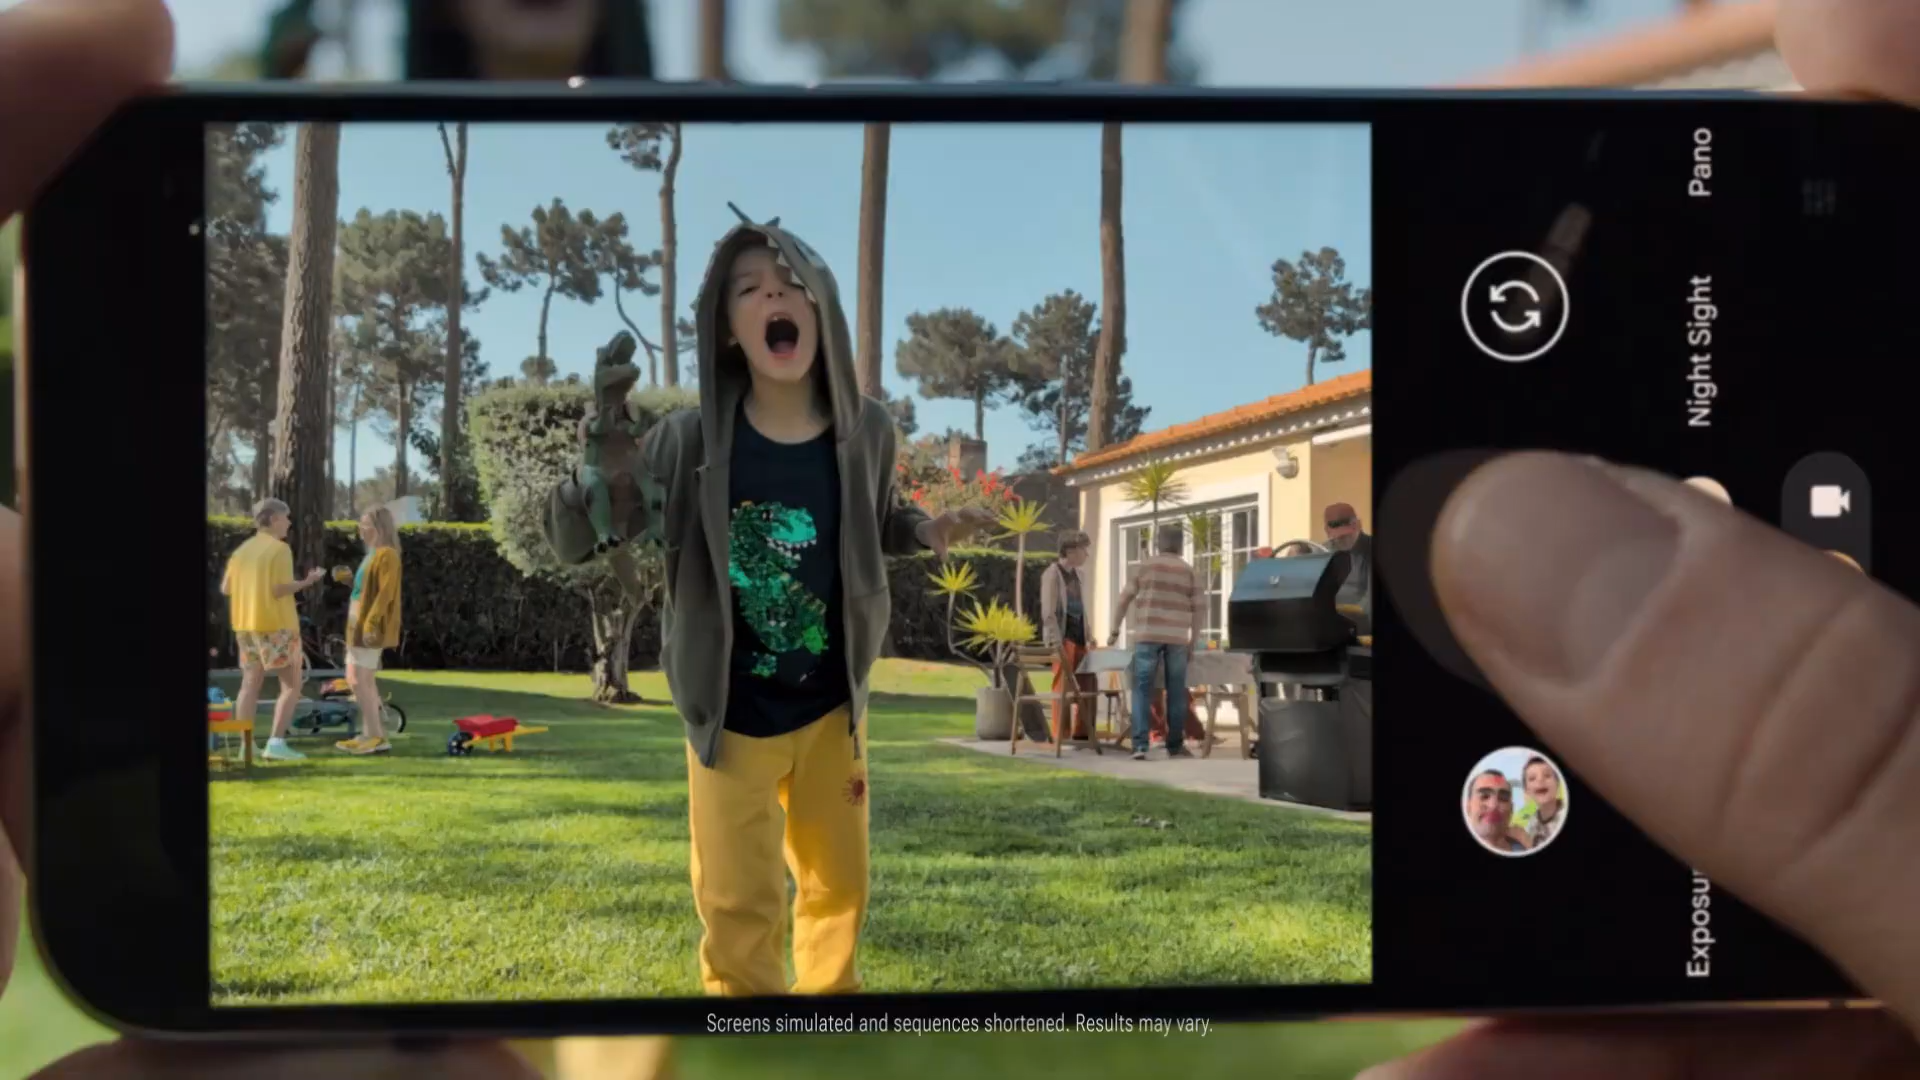 Pano
Night Sight
Exposur
Screens simulated and sequences shortened. Results may vary.